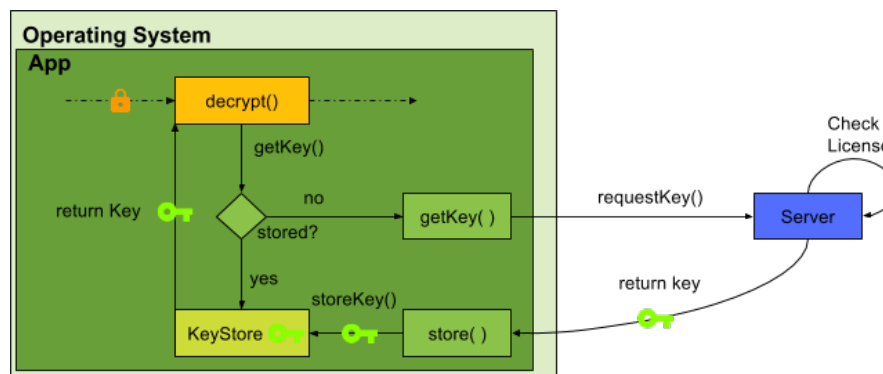 Operating System
App
decrypt()
getKey()
Check
License
return Key
no
requestKey()
stored?
getKey( )
Server
yes
storeKey()
return key
KeyStore
store( )